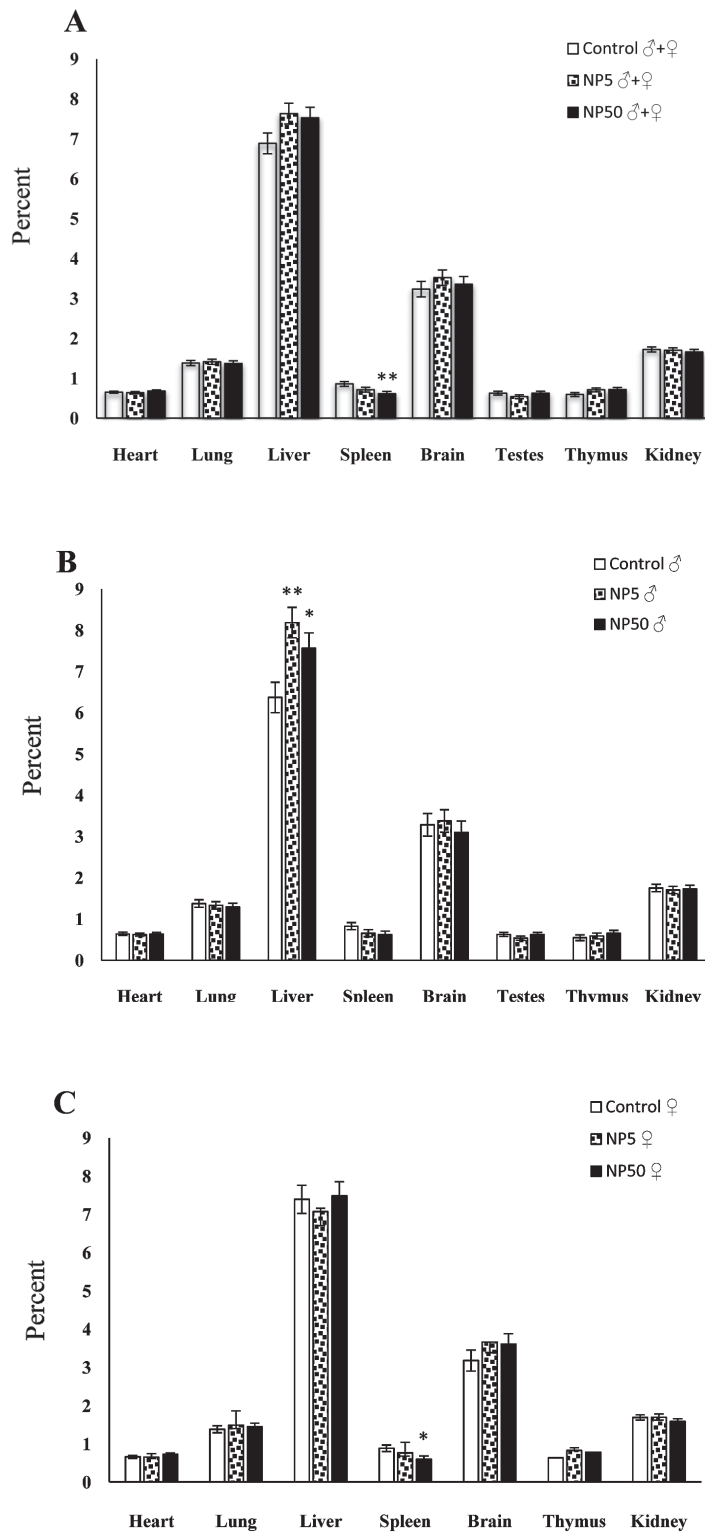 A
Control ♂+♀
NP5 ♂+♀
NP50 ♂+♀
9
8
7
6
5
4
3
2
1
0
Percent
**
Heart Lung Liver Spleen Brain Testes Thymus Kidney
B
Control ♂
NP5 ♂
NP50 ♂
9
8
7
6
5
4
3
2
1
0
Percent
**
*
Heart Lung Liver Spleen Brain Testes Thymus Kidney
C
Control ♀
NP5 ♀
NP50 ♀
9
8
7
6
5
4
3
2
1
0
Percent
*
Heart Lung Liver Spleen Brain Thymus Kidney